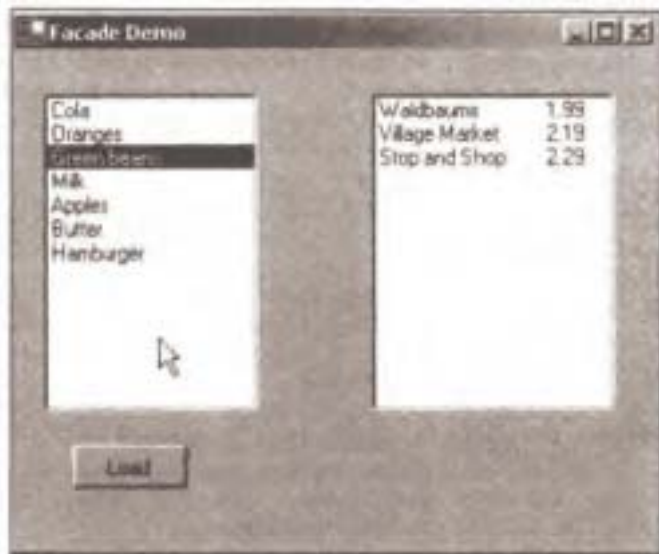 Facade Demo
Cola
Oranges
Green beans
Milk
Apples
Butter
Hamburger
Waldbaums 1.99
Village Market 2.19
Stop and Shop 2.29
Load